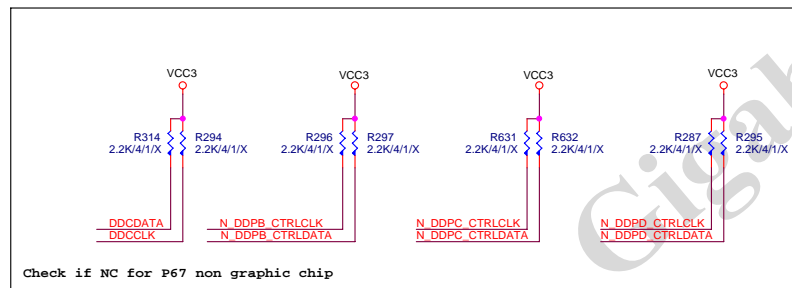 VCC3 VCC3 VCC3 VCC3
R314 R294 R296 R297 R631 R632 R287 R295
2.2K/4/1/X 2.2K/4/1/X 2.2K/4/1/X 2.2K/4/1/X 2.2K/4/1/X 2.2K/4/1/X 2.2K/4/1/X 2.2K/4/1/X
DDCDATA N_DDPB_CTRLCLK N_DDPC_CTRLCLK N_DDPD_CTRLCLK
DDCCLK N_DDPB_CTRLDATA N_DDPC_CTRLDATA N_DDPD_CTRLDATA
Check if NC for P67 non graphic chip
Gigab